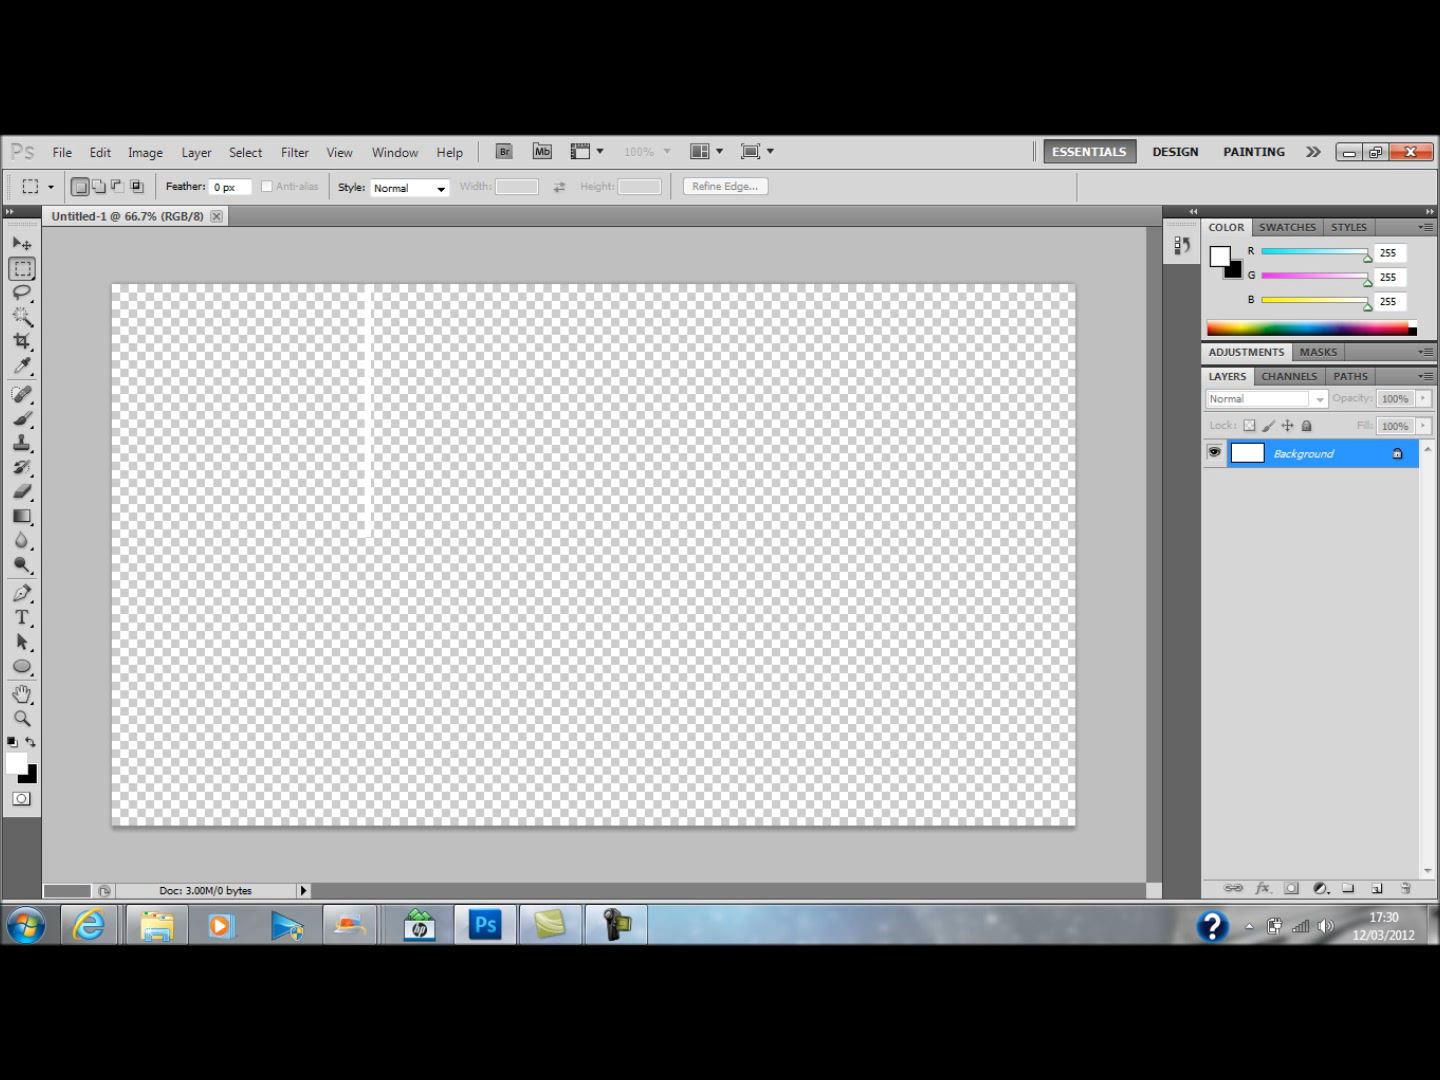 Ps File Edit Image Layer Select Filter View Window Help Br Mb 100% ESSENTIALS DESIGN PAINTING
Feather: 0 px Anti-alias Style: Normal Width: Height: Refine Edge...
Untitled-1 @ 66.7% (RGB/8)
COLOR SWATCHES STYLES
R 255
G 255
B 255
ADJUSTMENTS MASKS
LAYERS CHANNELS PATHS
Normal Opacity: 100%
Lock: Fill: 100%
Background
T
fx
Doc: 3.00M/0 bytes
hp Ps ?
17:30
12/03/2012